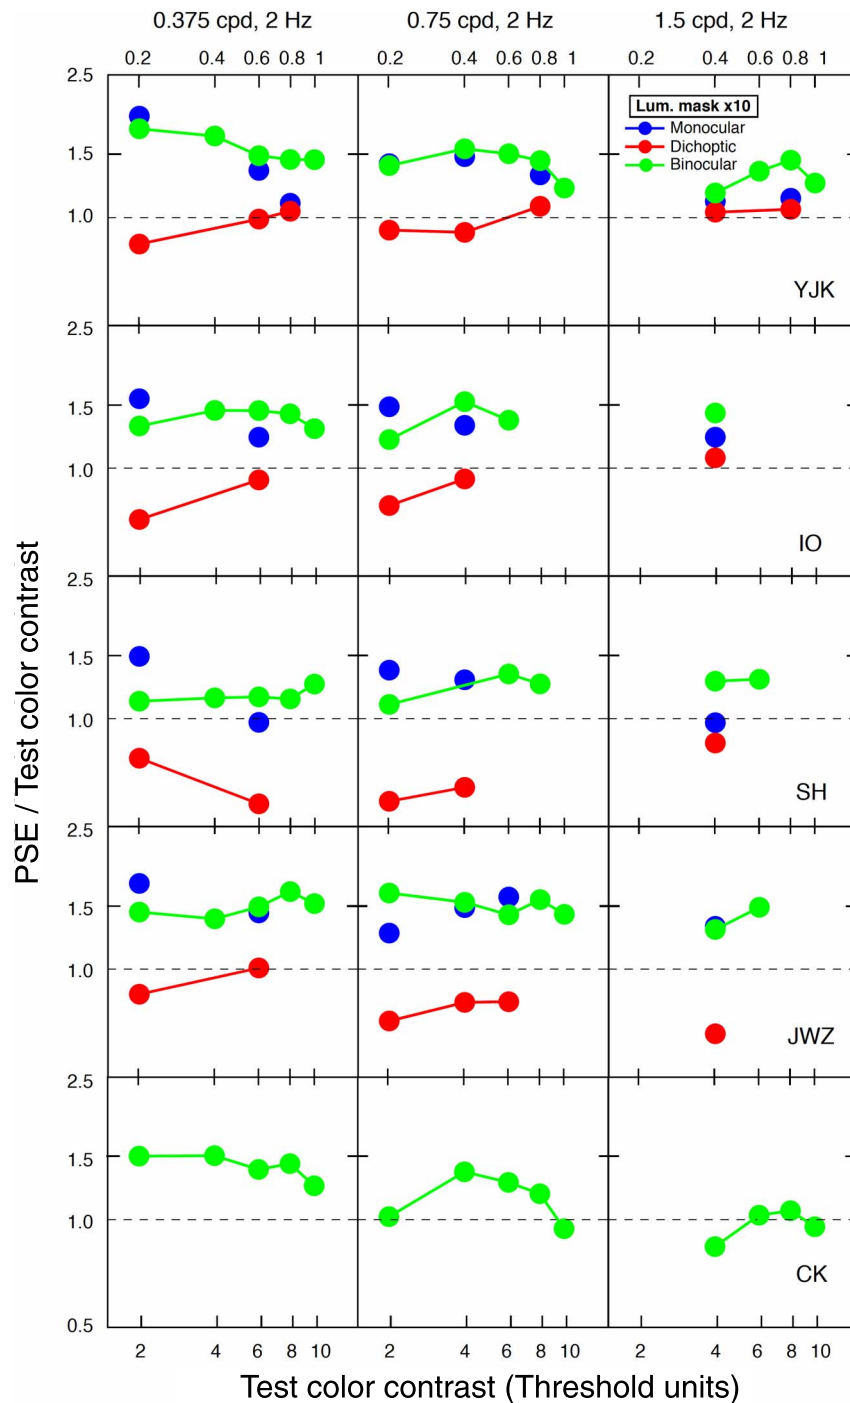 0.375 cpd, 2 Hz 0.75 cpd, 2 Hz 1.5 cpd, 2 Hz
0.2 0.4 0.6 0.8 1 0.2 0.4 0.6 0.8 1 0.2 0.4 0.6 0.8 1
2.5
Lum. mask x10
Monocular
Dichoptic
Binocular
1.5
1.0
YJK
2.5
1.5
1.0
IO
2.5
1.5
1.0
SH
2.5
1.5
1.0
JWZ
2.5
1.5
1.0
CK
0.5
2 4 6 8 10 2 4 6 8 10 2 4 6 8 10
Test color contrast (Threshold units)
PSE / Test color contrast